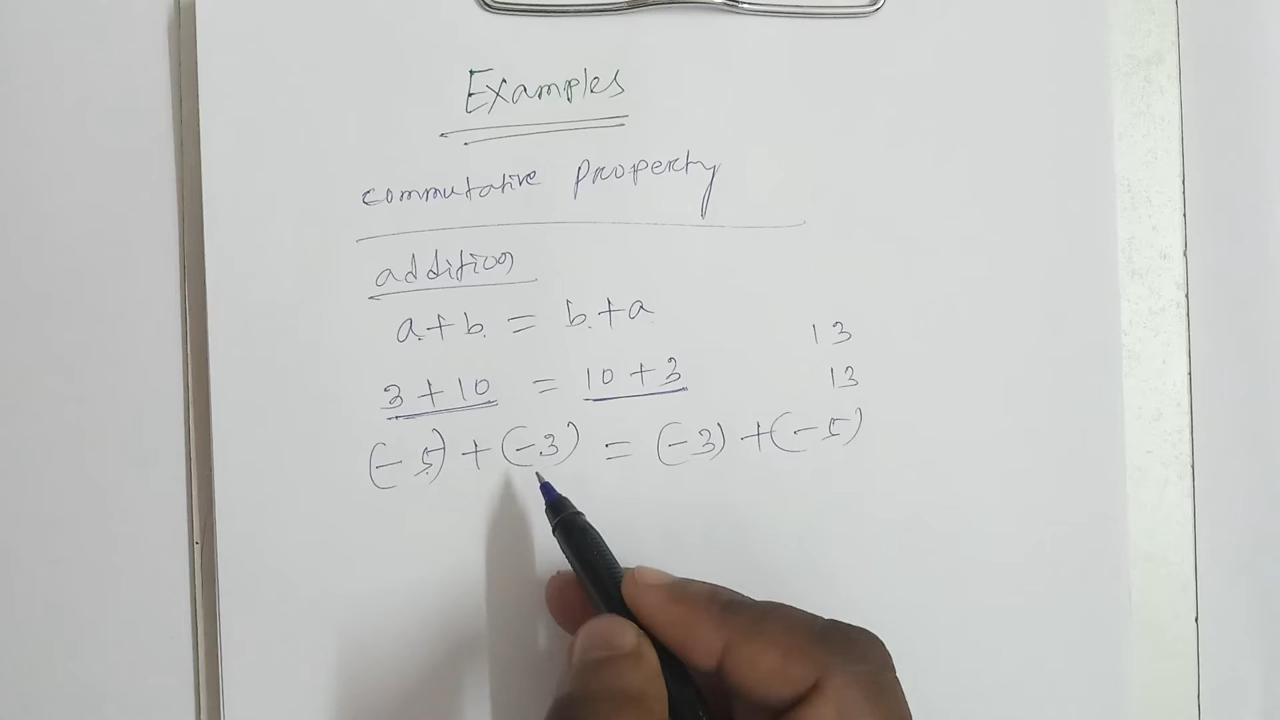 Examples
commutative property
addition
a+b = b+a
13
3+10 = 10+3
13
(-5)+(-3) = (-3)+(-5)